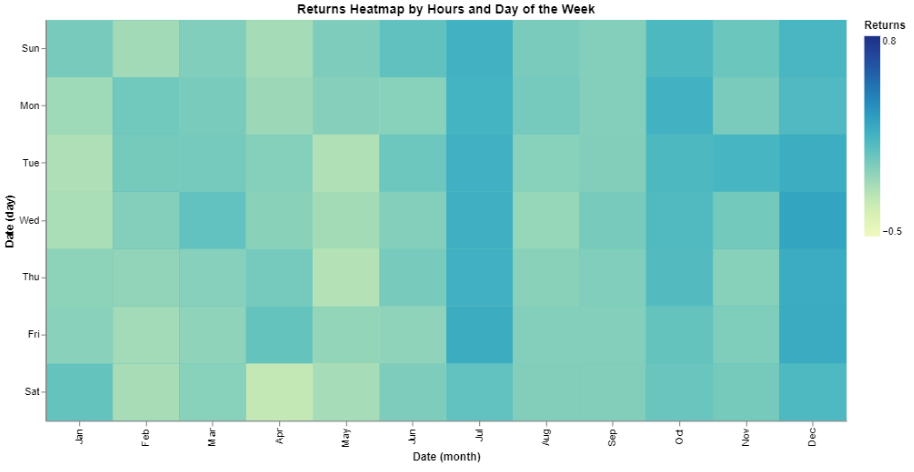 Returns Heatmap by Hours and Day of the Week
Returns
0.8
−0.5
Date (day)
Sun
Mon
Tue
Wed
Thu
Fri
Sat
Jan
Feb
Mar
Apr
May
Jun
Jul
Aug
Sep
Oct
Nov
Dec
Date (month)